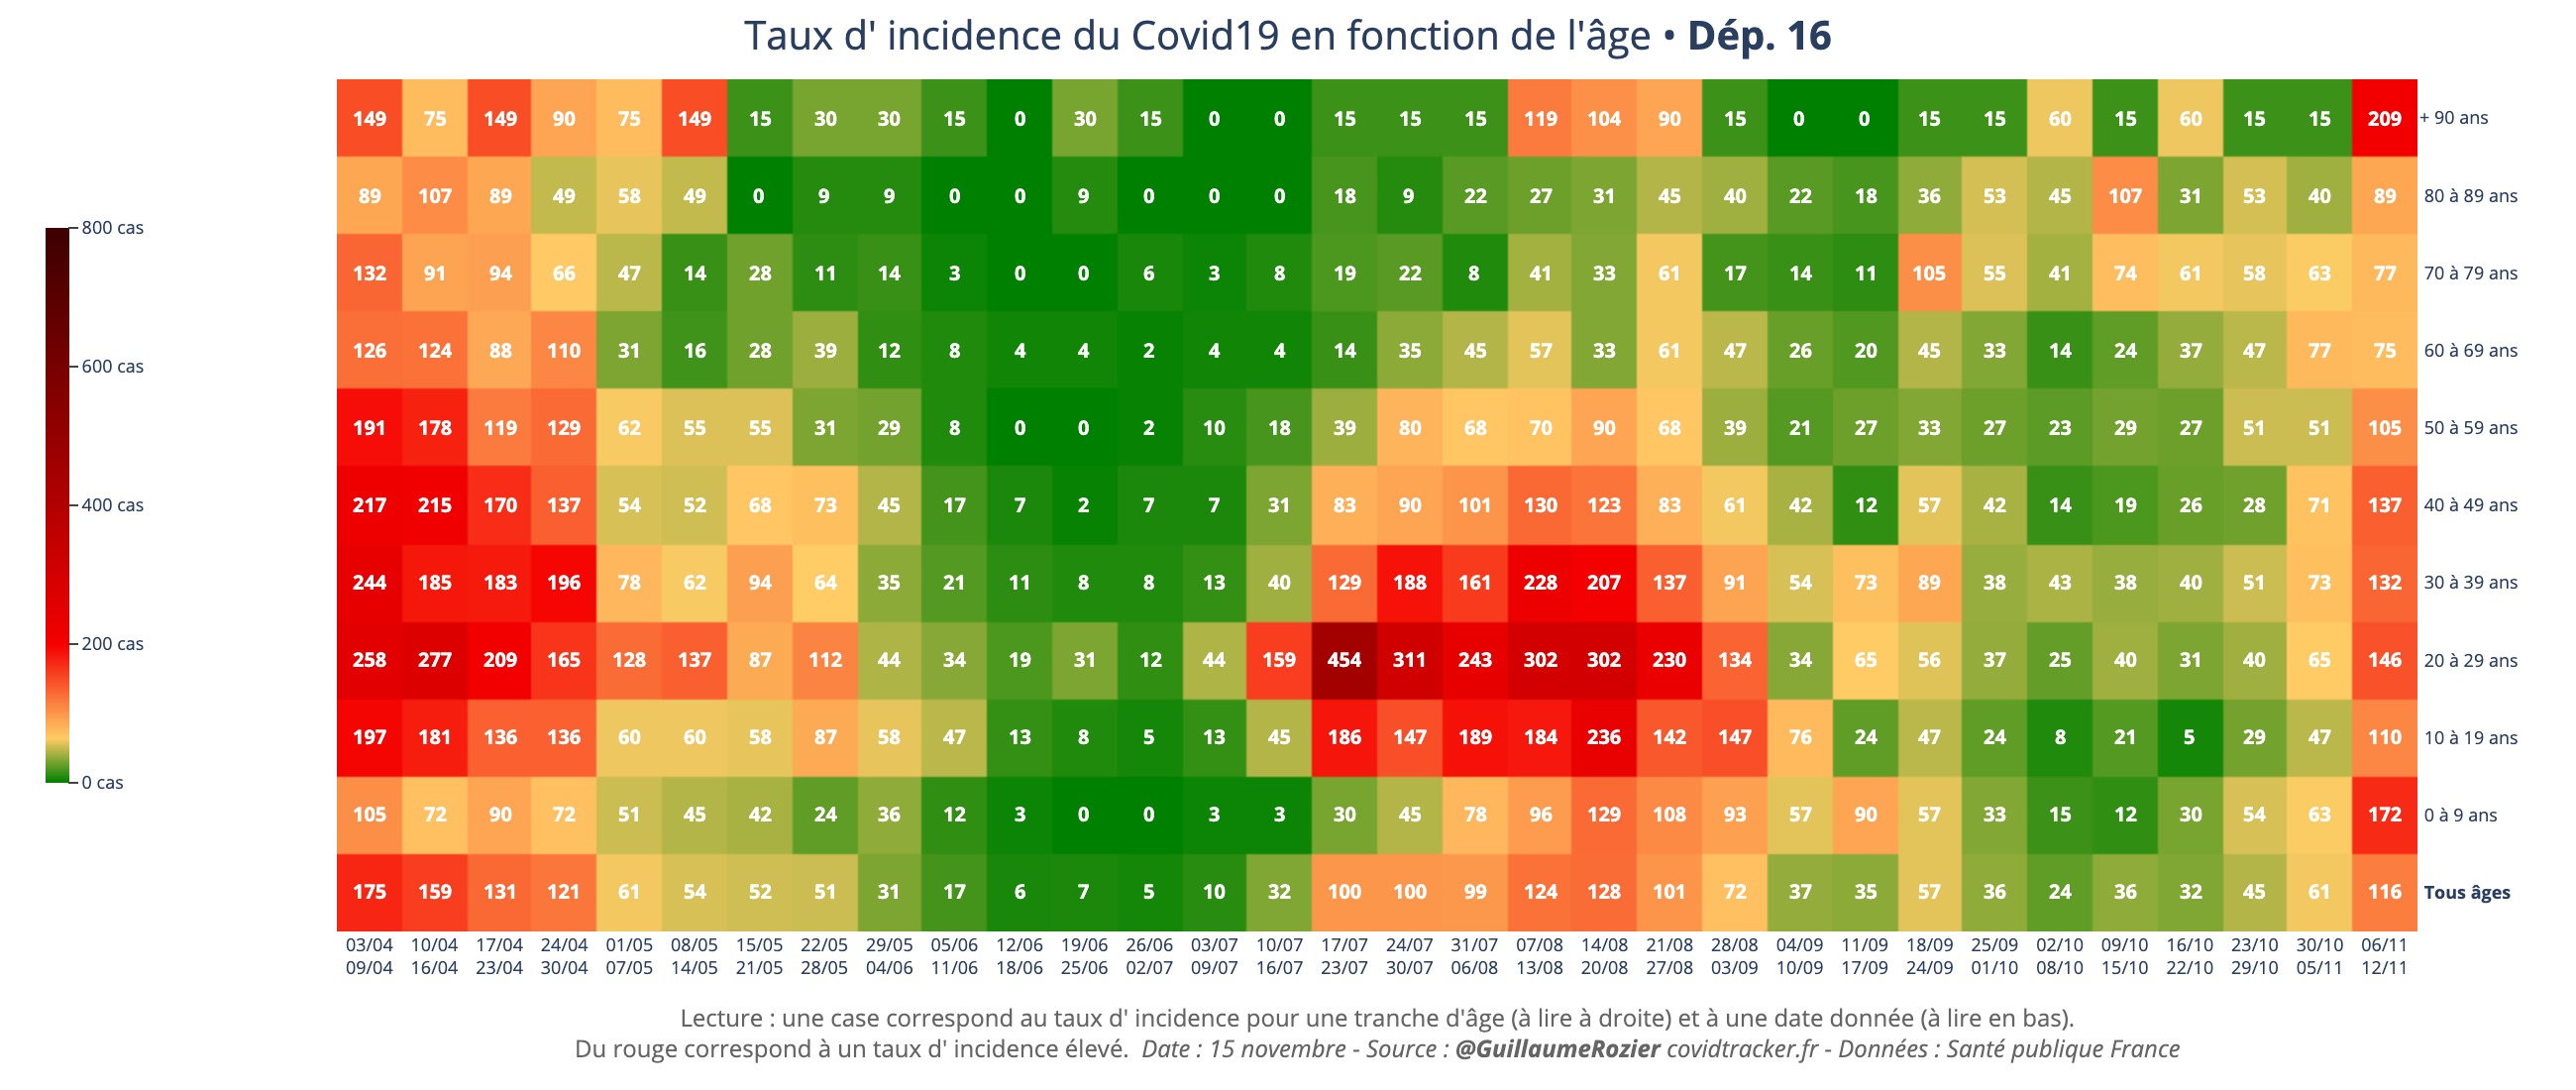 Taux d' incidence du Covid19 en fonction de l'âge • Dép. 16
149 75 149 90 75 149 15 30 30 15 0 30 15 0 0 15 15 15 119 104 90 15 0 0 15 15 60 15 60 15 15 209 + 90 ans
89 107 89 49 58 49 0 9 9 0 0 9 0 0 0 18 9 22 27 31 45 40 22 18 36 53 45 107 31 53 40 89 80 à 89 ans
800 cas
132 91 94 66 47 14 28 11 14 3 0 0 6 3 8 19 22 8 41 33 61 17 14 11 105 55 41 74 61 58 63 77 70 à 79 ans
126 124 88 110 31 16 28 39 12 8 4 4 2 4 4 14 35 45 57 33 61 47 26 20 45 33 14 24 37 47 77 75 60 à 69 ans
600 cas
191 178 119 129 62 55 55 31 29 8 0 0 2 10 18 39 80 68 70 90 68 39 21 27 33 27 23 29 27 51 51 105 50 à 59 ans
400 cas
217 215 170 137 54 52 68 73 45 17 7 2 7 7 31 83 90 101 130 123 83 61 42 12 57 42 14 19 26 28 71 137 40 à 49 ans
244 185 183 196 78 62 94 64 35 21 11 8 8 13 40 129 188 161 228 207 137 91 54 73 89 38 43 38 40 51 73 132 30 à 39 ans
200 cas
258 277 209 165 128 137 87 112 44 34 19 31 12 44 159 454 311 243 302 302 230 134 34 65 56 37 25 40 31 40 65 146 20 à 29 ans
197 181 136 136 60 60 58 87 58 47 13 8 5 13 45 186 147 189 184 236 142 147 76 24 47 24 8 21 5 29 47 110 10 à 19 ans
0 cas
105 72 90 72 51 45 42 24 36 12 3 0 0 3 3 30 45 78 96 129 108 93 57 90 57 33 15 12 30 54 63 172 0 à 9 ans
175 159 131 121 61 54 52 51 31 17 6 7 5 10 32 100 100 99 124 128 101 72 37 35 57 36 24 36 32 45 61 116 Tous âges
03/04 10/04 17/04 24/04 01/05 08/05 15/05 22/05 29/05 05/06 12/06 19/06 26/06 03/07 10/07 17/07 24/07 31/07 07/08 14/08 21/08 28/08 04/09 11/09 18/09 25/09 02/10 09/10 16/10 23/10 30/10 06/11
09/04 16/04 23/04 30/04 07/05 14/05 21/05 28/05 04/06 11/06 18/06 25/06 02/07 09/07 16/07 23/07 30/07 06/08 13/08 20/08 27/08 03/09 10/09 17/09 24/09 01/10 08/10 15/10 22/10 29/10 05/11 12/11
Lecture : une case correspond au taux d' incidence pour une tranche d'âge (à lire à droite) et à une date donnée (à lire en bas).
Du rouge correspond à un taux d' incidence élevé. Date : 15 novembre - Source : @GuillaumeRozier covidtracker.fr - Données : Santé publique France